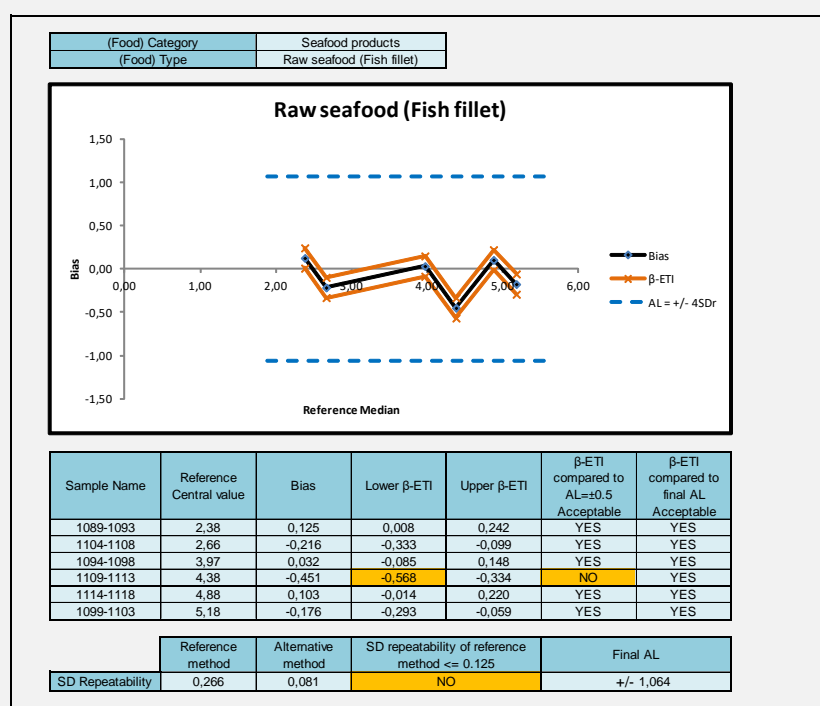 (Food) Category Seafood products
(Food) Type Raw seafood (Fish fillet)
Raw seafood (Fish fillet)
1,50
1,00
0,50
0,00
-0,50
-1,00
-1,50
0,00 1,00 2,00 3,00 4,00 5,00 6,00
Bias
Reference Median
Bias
β-ETI
AL = +/- 4SDr
Sample Name Reference Central value Bias Lower β-ETI Upper β-ETI β-ETI compared to AL=±0.5 Acceptable β-ETI compared to final AL Acceptable
1089-1093 2,38 0,125 0,008 0,242 YES YES
1104-1108 2,66 -0,216 -0,333 -0,099 YES YES
1094-1098 3,97 0,032 -0,085 0,148 YES YES
1109-1113 4,38 -0,451 -0,568 -0,334 NO YES
1114-1118 4,88 0,103 -0,014 0,220 YES YES
1099-1103 5,18 -0,176 -0,293 -0,059 YES YES
Reference method Alternative method SD repeatability of reference method <= 0.125 Final AL
SD Repeatability 0,266 0,081 NO +/- 1,064